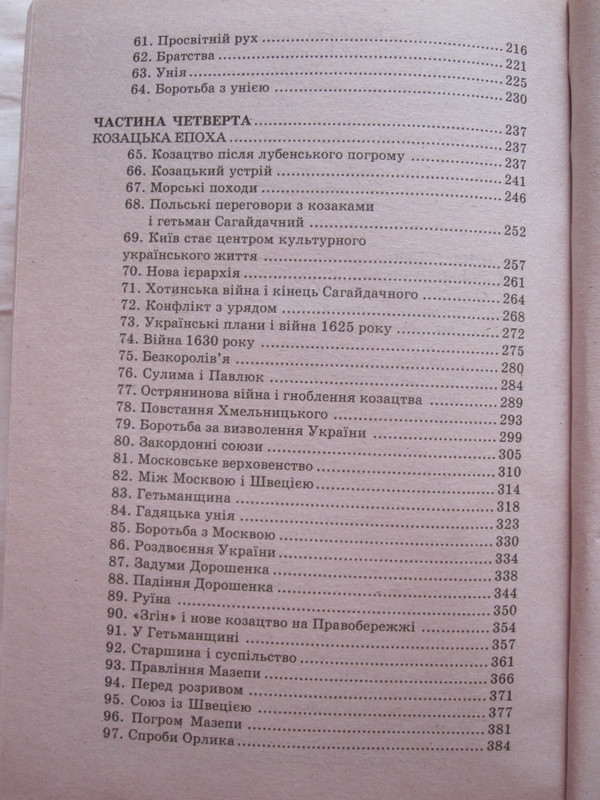 61. Просвітній рух ........ 216
62. Братства ........ 221
63. Унія ........ 225
64. Боротьба з унією ........ 230
ЧАСТИНА ЧЕТВЕРТА ........ 237
КОЗАЦЬКА ЕПОХА ........ 237
65. Козацтво після лубенського погрому ........ 237
66. Козацький устрій ........ 241
67. Морські походи ........ 246
68. Польські переговори з козаками
і гетьман Сагайдачний ........ 252
69. Київ стає центром культурного
українського життя ........ 257
70. Нова ієрархія ........ 261
71. Хотинська війна і кінець Сагайдачного ........ 264
72. Конфлікт з урядом ........ 268
73. Українські плани і війна 1625 року ........ 272
74. Війна 1630 року ........ 275
75. Безкоролів'я ........ 280
76. Сулима і Павлюк ........ 284
77. Острянинова війна і гноблення козацтва ........ 289
78. Повстання Хмельницького ........ 293
79. Боротьба за визволення України ........ 299
80. Закордонні союзи ........ 305
81. Московське верховенство ........ 310
82. Між Москвою і Швецією ........ 314
83. Гетьманщина ........ 318
84. Гадяцька унія ........ 323
85. Боротьба з Москвою ........ 330
86. Роздвоєння України ........ 334
87. Задуми Дорошенка ........ 338
88. Падіння Дорошенка ........ 344
89. Руїна ........ 350
90. «Згін» і нове козацтво на Правобережжі ........ 354
91. У Гетьманщині ........ 357
92. Старшина і суспільство ........ 361
93. Правління Мазепи ........ 366
94. Перед розривом ........ 371
95. Союз із Швецією ........ 377
96. Погром Мазепи ........ 381
97. Спроби Орлика ........ 384